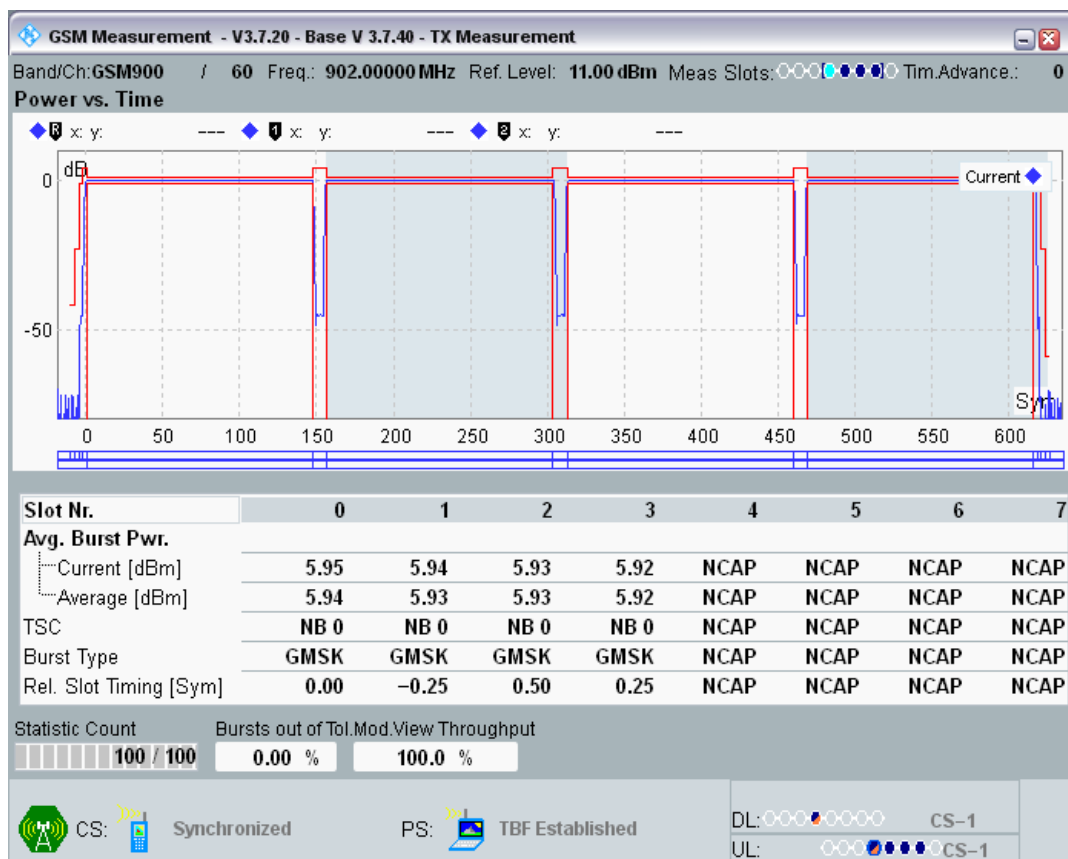 GSM Measurement - V3.7.20 - Base V 3.7.40 - TX Measurement
Band/Ch:GSM900 / 60 Freq.: 902.00000 MHz Ref. Level: 11.00 dBm Meas Slots: Tim.Advance.: 0
Power vs. Time
R x: y: --- 1 x: y: --- 2 x: y: ---
dB
Current
0
-50
Sym
0 50 100 150 200 250 300 350 400 450 500 550 600
Slot Nr. 0 1 2 3 4 5 6 7
Avg. Burst Pwr.
Current [dBm] 5.95 5.94 5.93 5.92 NCAP NCAP NCAP NCAP
Average [dBm] 5.94 5.93 5.93 5.92 NCAP NCAP NCAP NCAP
TSC NB 0 NB 0 NB 0 NB 0 NCAP NCAP NCAP NCAP
Burst Type GMSK GMSK GMSK GMSK NCAP NCAP NCAP NCAP
Rel. Slot Timing [Sym] 0.00 −0.25 0.50 0.25 NCAP NCAP NCAP NCAP
Statistic Count Bursts out of Tol. Mod.View Throughput
100 / 100 0.00 % 100.0 %
CS: Synchronized PS: TBF Established DL: CS−1
UL: CS−1